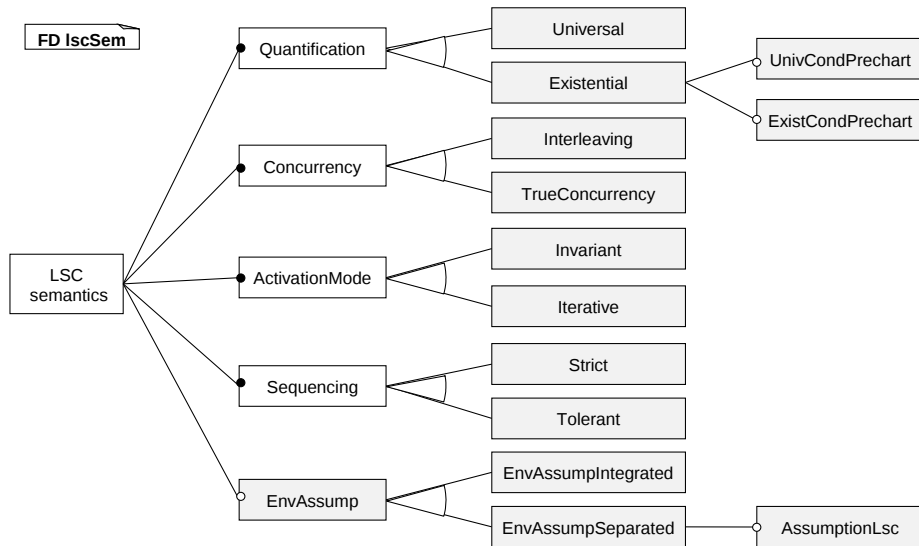 FD lscSem
Quantification
Universal
Existential
UnivCondPrechart
ExistCondPrechart
Concurrency
Interleaving
TrueConcurrency
LSC
semantics
ActivationMode
Invariant
Iterative
Sequencing
Strict
Tolerant
EnvAssump
EnvAssumpIntegrated
EnvAssumpSeparated
AssumptionLsc